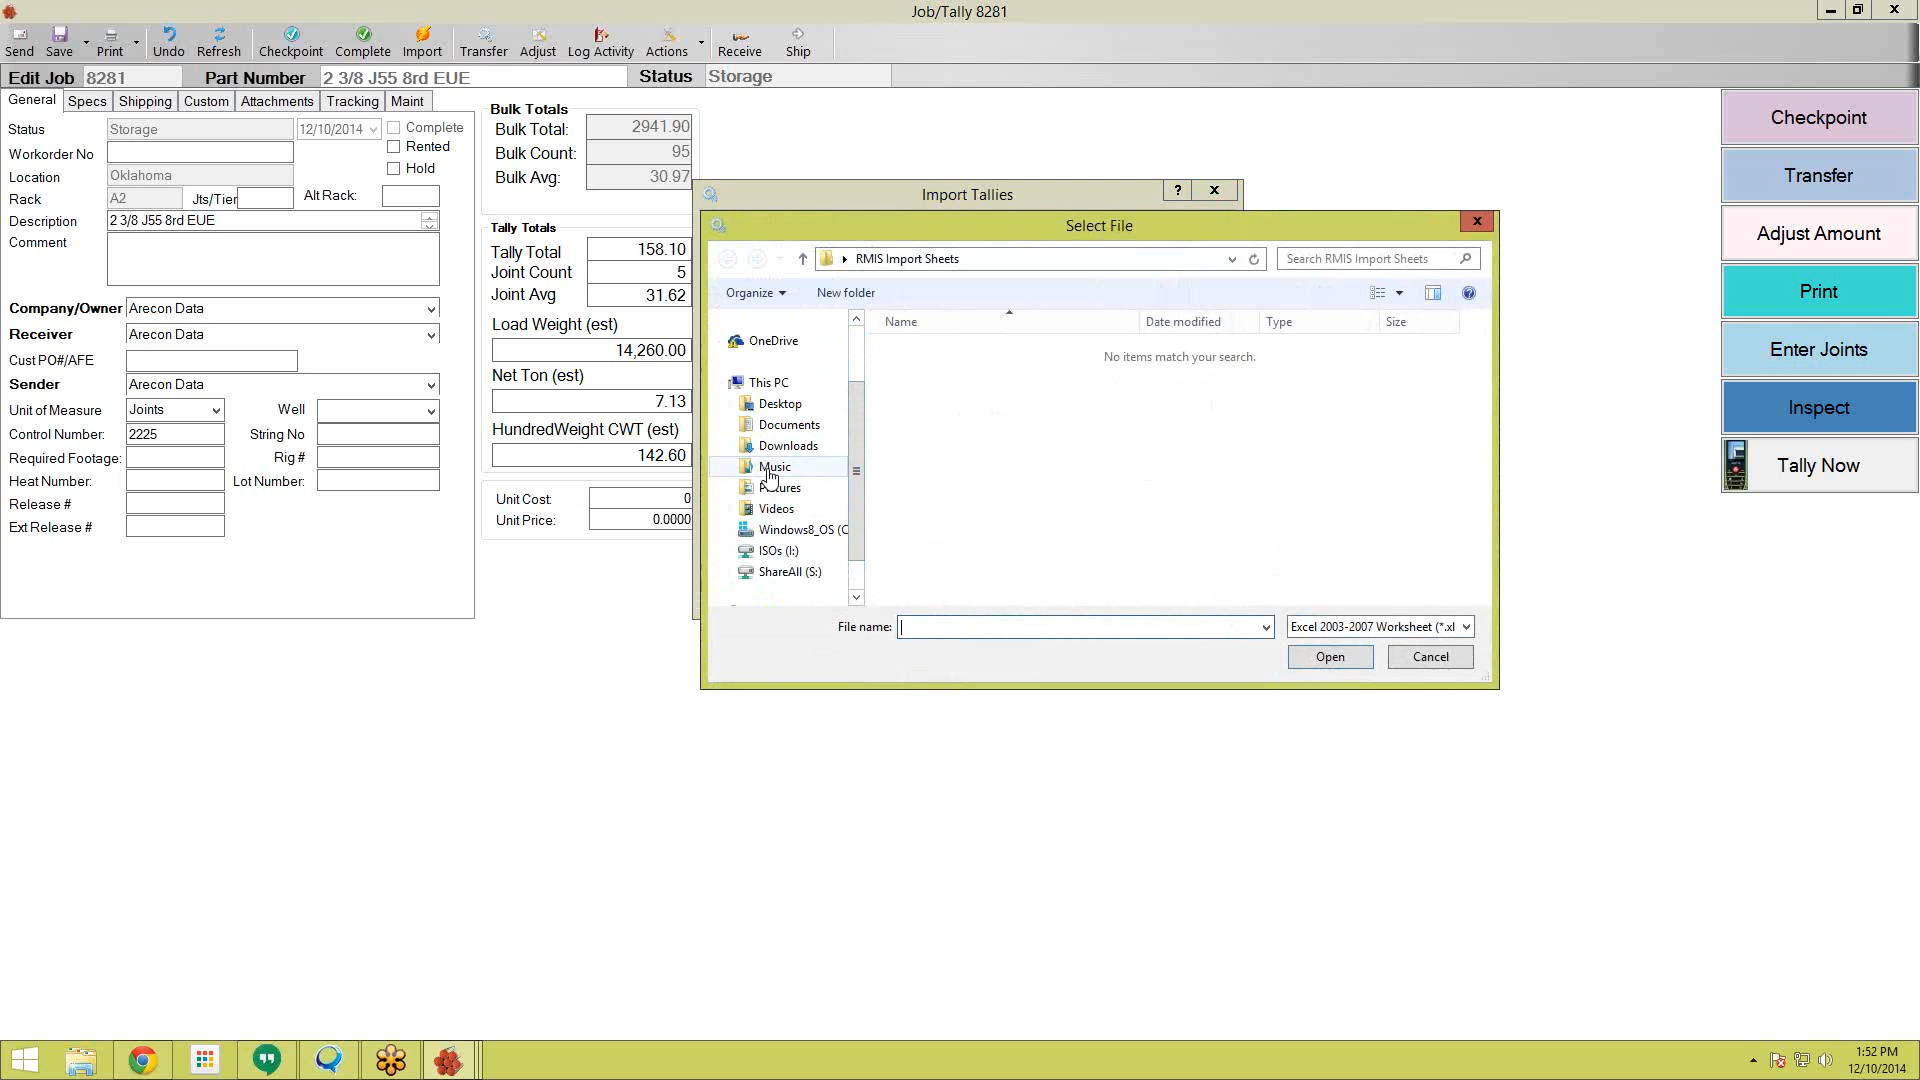 Job/Tally 8281
Send Save Print Undo Refresh Checkpoint Complete Import Transfer Adjust Log Activity Actions Receive Ship
Edit Job 8281 Part Number 2 3/8 J55 8rd EUE Status Storage
General Specs Shipping Custom Attachments Tracking Maint
Status Storage 12/10/2014 Complete
Rented
Workorder No
Hold
Location Oklahoma
Rack A2 Jts/Tier Alt Rack:
Description 2 3/8 J55 8rd EUE
Comment
Company/Owner Arecon Data
Receiver Arecon Data
Cust PO#/AFE
Sender Arecon Data
Unit of Measure Joints Well
Control Number: 2225 String No
Required Footage: Rig #
Heat Number: Lot Number:
Release #
Ext Release #
Bulk Totals
Bulk Total: 2941.90
Bulk Count: 95
Bulk Avg: 30.97
Tally Totals
Tally Total 158.10
Joint Count 5
Joint Avg 31.62
Load Weight (est)
14,260.00
Net Ton (est)
7.13
HundredWeight CWT (est)
142.60
Unit Cost: 0
Unit Price: 0.0000
Import Tallies
?
Select File
RMIS Import Sheets Search RMIS Import Sheets
Organize New folder
Name Date modified Type Size
No items match your search.
OneDrive
This PC
Desktop
Documents
Downloads
Music
Pictures
Videos
Windows8_OS (C
ISOs (I:)
ShareAll (S:)
File name: Excel 2003-2007 Worksheet (*.xl
Open Cancel
Checkpoint
Transfer
Adjust Amount
Print
Enter Joints
Inspect
Tally Now
1:52 PM
12/10/2014